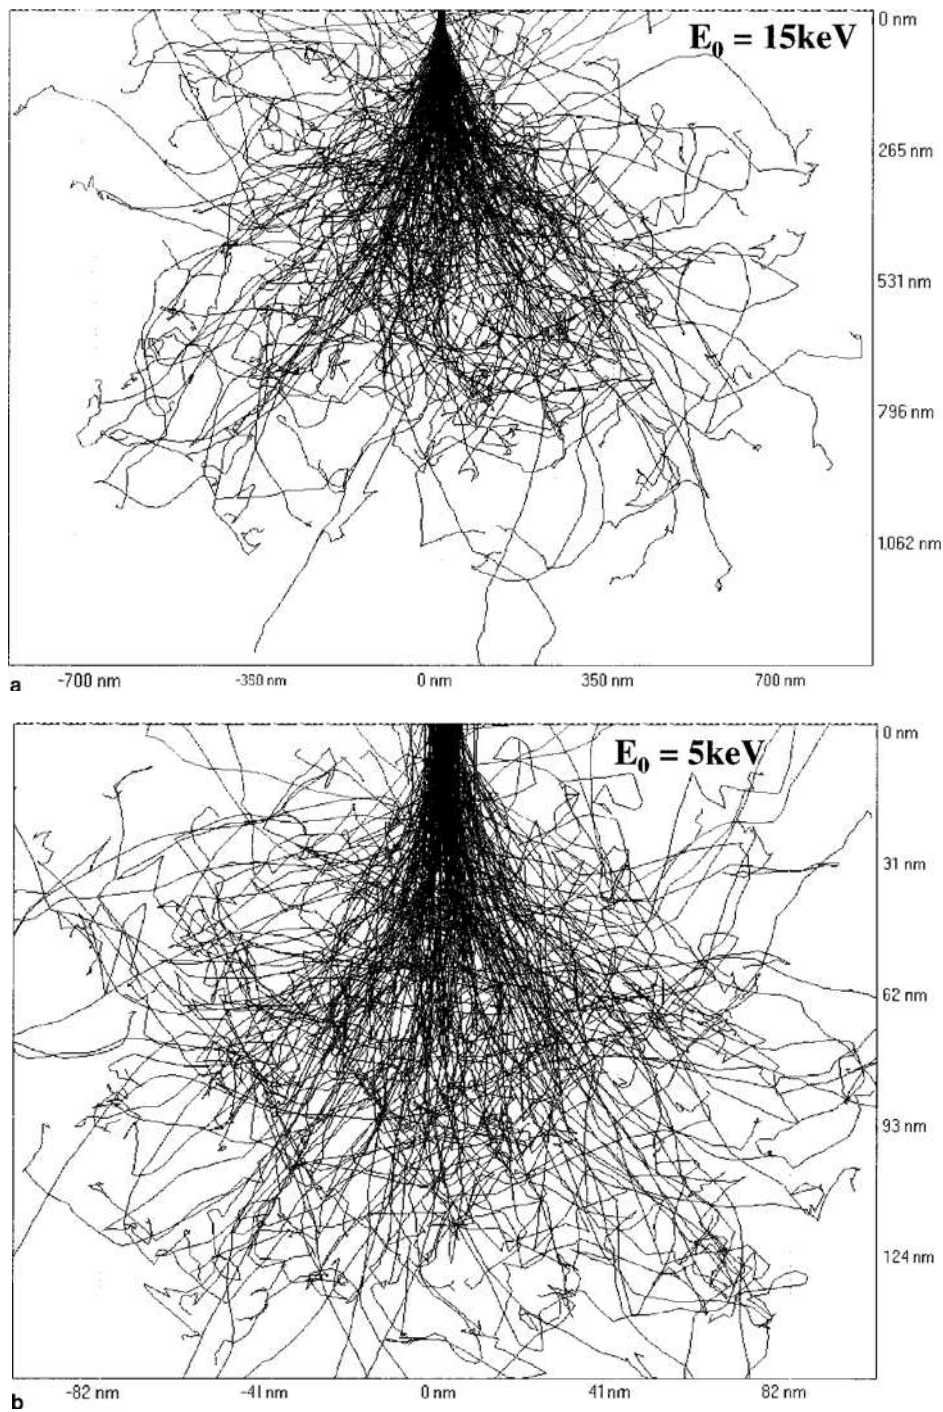 E₀ = 15keV
0 nm
265 nm
531 nm
796 nm
1.062 nm
-700 nm -350 nm 0 nm 350 nm 700 nm
a
E₀ = 5keV
0 nm
31 nm
62 nm
93 nm
124 nm
-82 nm -41 nm 0 nm 41 nm 82 nm
b